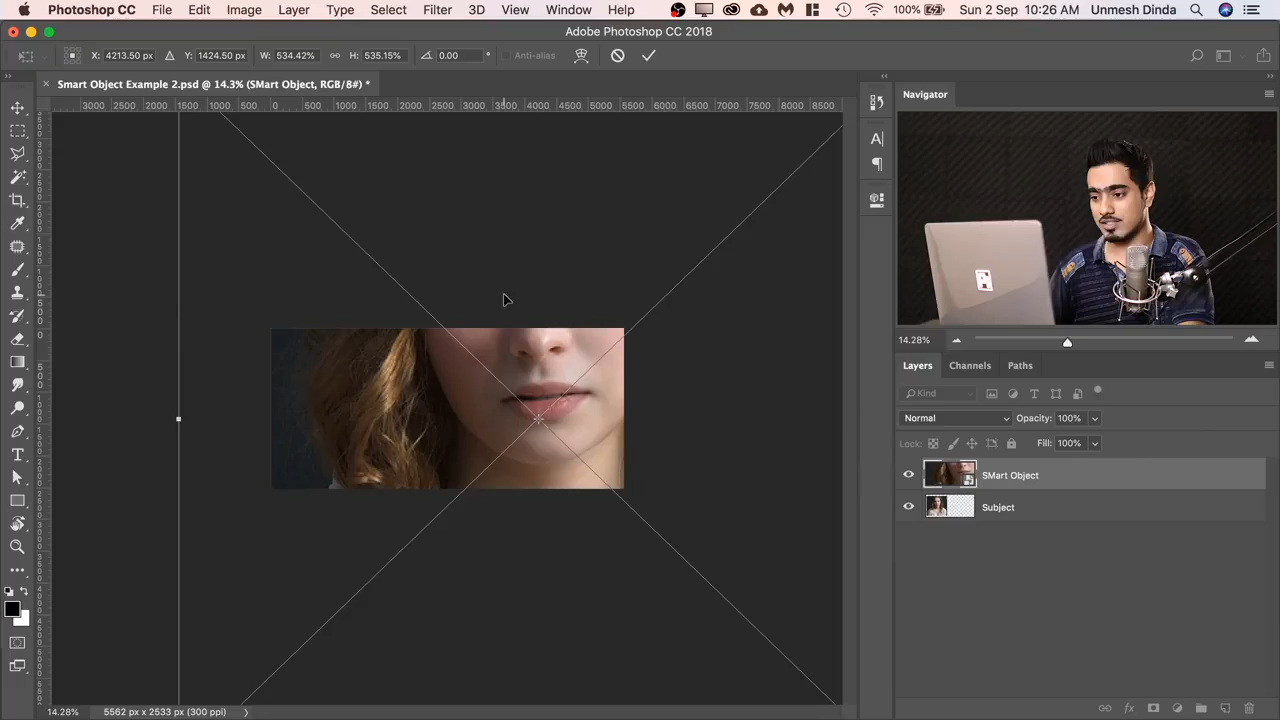 Photoshop CC File Edit Image Layer Type Select Filter 3D View Window Help 100% Sun 2 Sep 10:26 AM Unmesh Dinda
Adobe Photoshop CC 2018
X: 4213.50 px Y: 1424.50 px W: 534.42% H: 535.15% 0.00 ° Anti-alias
Smart Object Example 2.psd @ 14.3% (SMart Object, RGB/8#) *
3000 2500 2000 1500 1000 500 0 500 1000 1500 2000 2500 3000 3500 4000 4500 5000 5500 6000 6500 7000 7500 8000 8500
Navigator
14.28%
Layers Channels Paths
Kind
Normal Opacity: 100%
Lock: Fill: 100%
SMart Object
Subject
14.28% 5562 px x 2533 px (300 ppi)